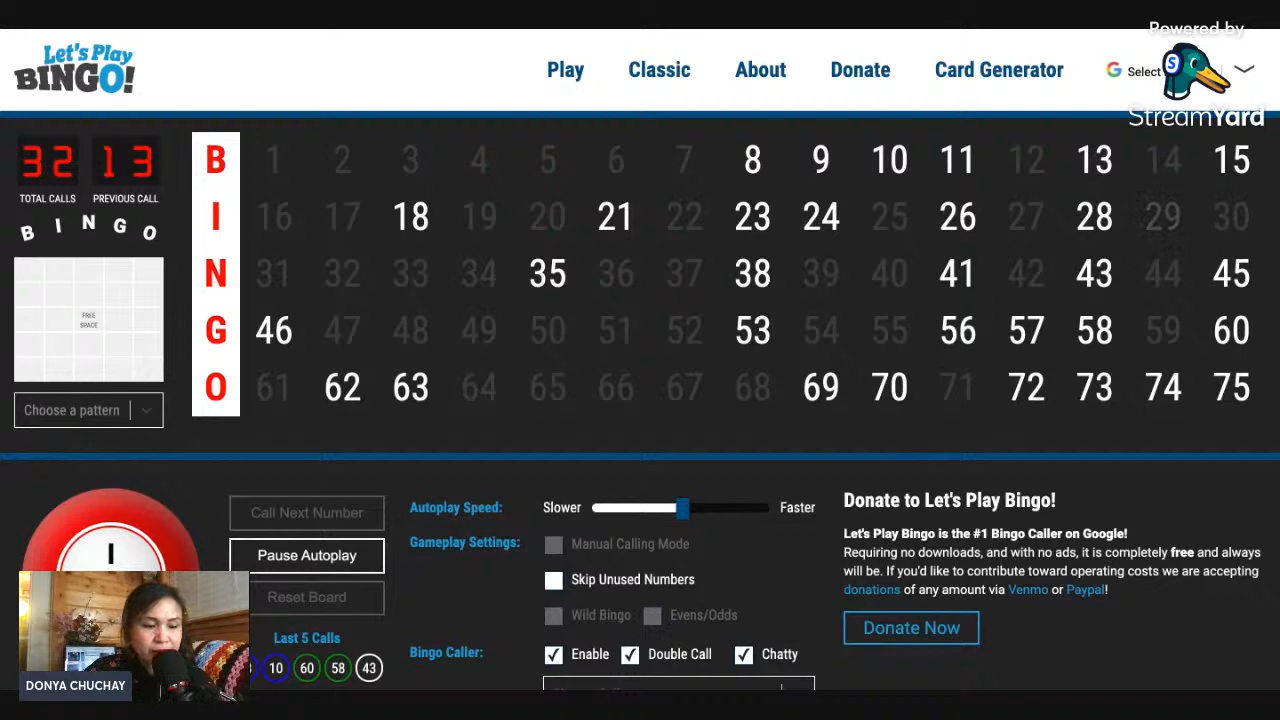 Powered by
StreamYard
Let's Play
BINGO!
Play Classic About Donate Card Generator
Select
32 13
TOTAL CALLS PREVIOUS CALL
B I N G O
FREE
SPACE
Choose a pattern
B 1 2 3 4 5 6 7 8 9 10 11 12 13 14 15
I 16 17 18 19 20 21 22 23 24 25 26 27 28 29 30
N 31 32 33 34 35 36 37 38 39 40 41 42 43 44 45
G 46 47 48 49 50 51 52 53 54 55 56 57 58 59 60
O 61 62 63 64 65 66 67 68 69 70 71 72 73 74 75
I
Call Next Number
Pause Autoplay
Reset Board
Last 5 Calls
10 60 58 43
DONYA CHUCHAY
Autoplay Speed: Slower Faster
Gameplay Settings: Manual Calling Mode
Skip Unused Numbers
Wild Bingo Evens/Odds
Bingo Caller: Enable Double Call Chatty
Donate to Let's Play Bingo!
Let's Play Bingo is the #1 Bingo Caller on Google!
Requiring no downloads, and with no ads, it is completely free and always
will be. If you'd like to contribute toward operating costs we are accepting
donations of any amount via Venmo or Paypal!
Donate Now